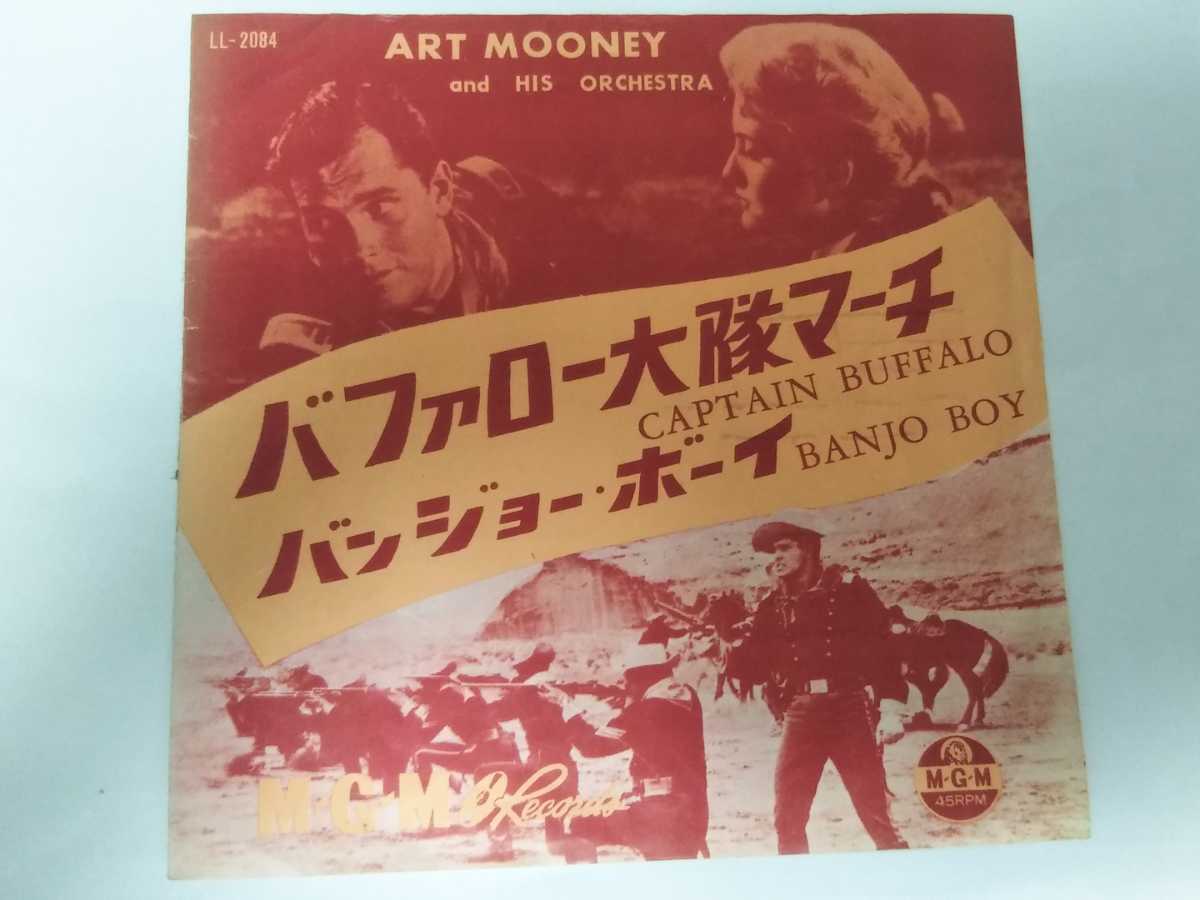 LL-2084
ART MOONEY
and HIS ORCHESTRA
バファロー大隊マーチ
CAPTAIN BUFFALO
バンジョー・ボーイ BANJO BOY
M-G-M Records
M-G-M
45RPM